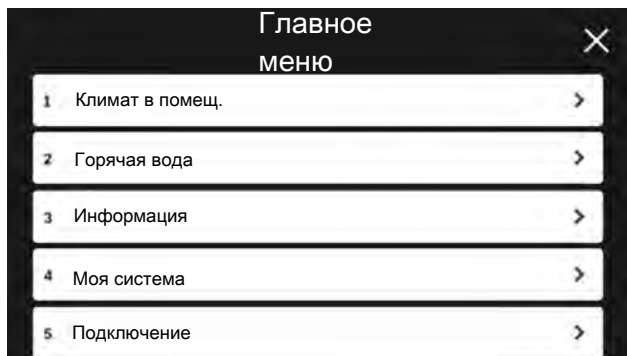 Главное
меню
1 Климат в помещ.
2 Горячая вода
3 Информация
4 Моя система
5 Подключение